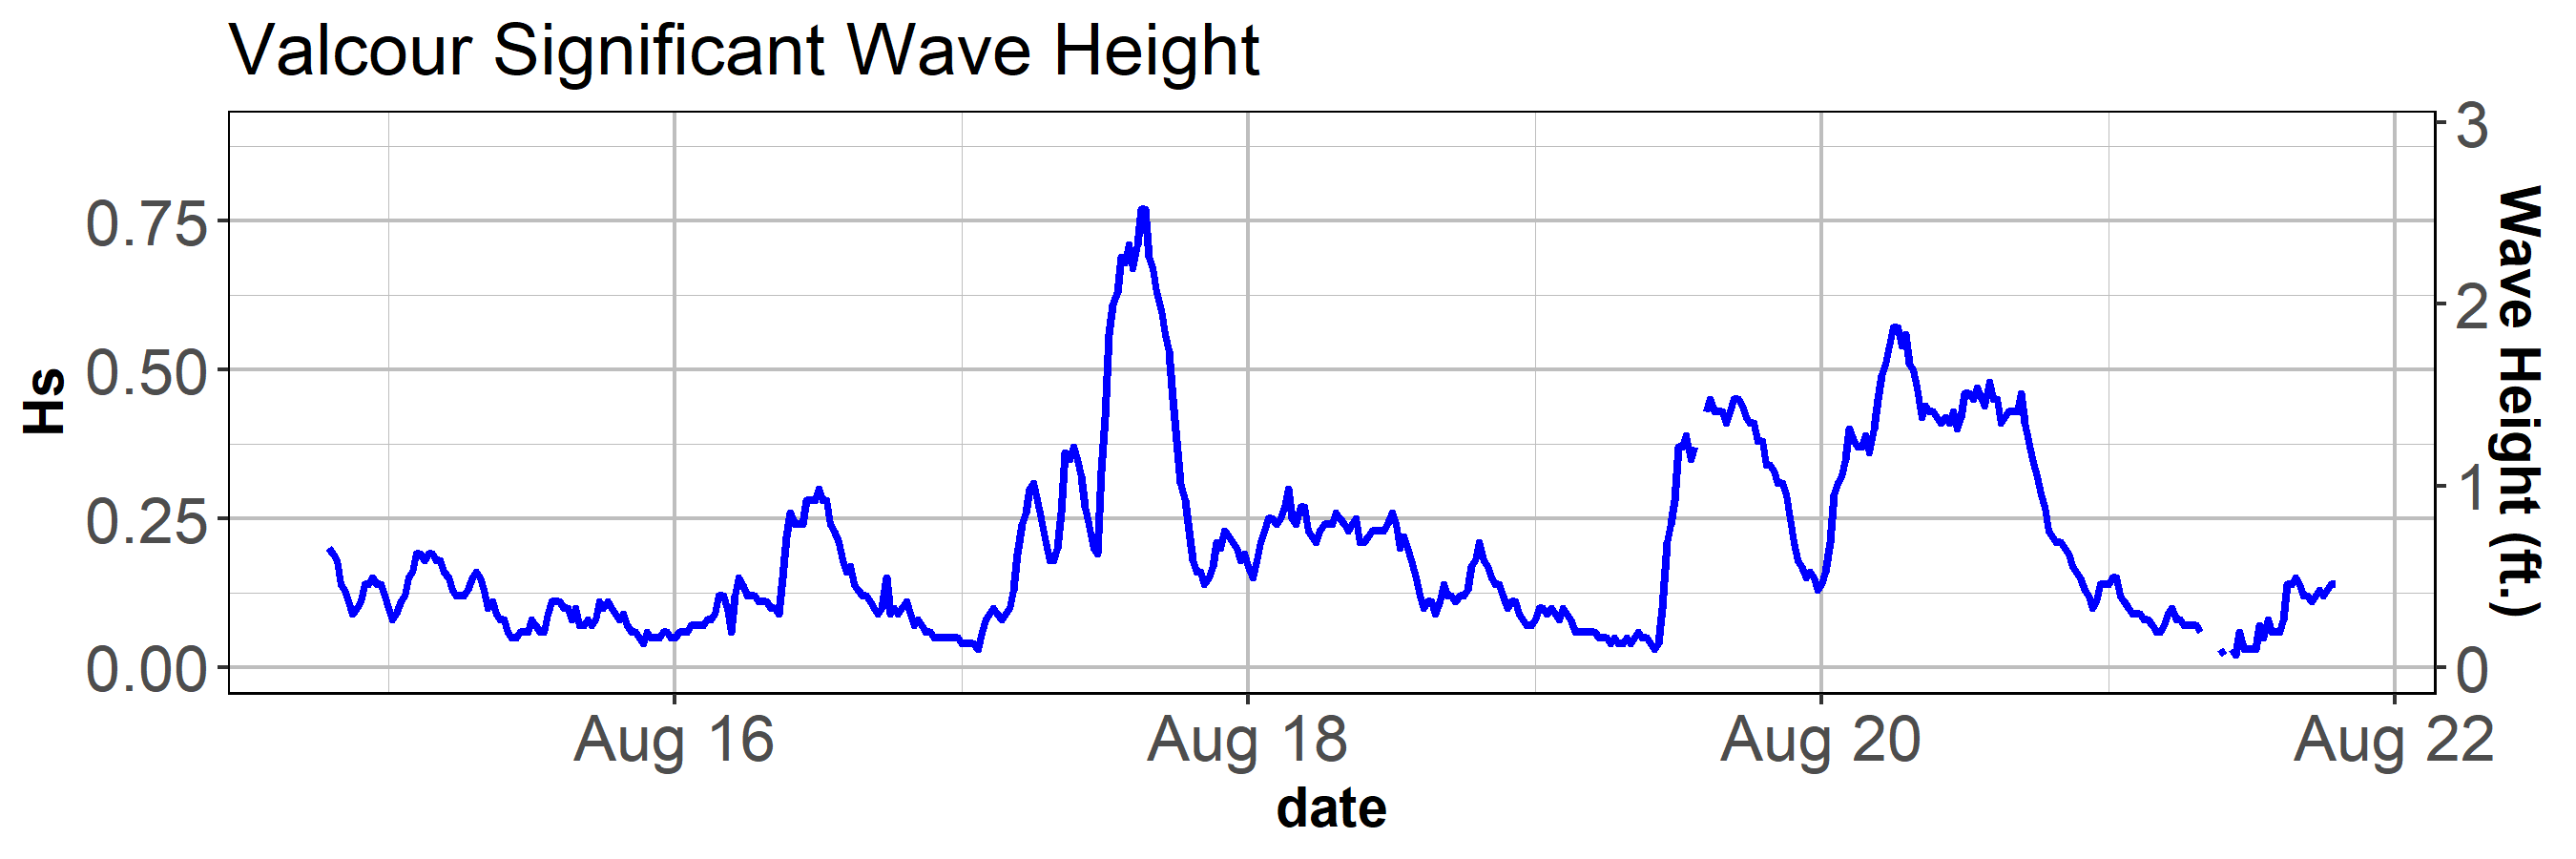 Valcour Significant Wave Height
Hs
0.75
0.50
0.25
0.00
3
2
1
0
Wave Height (ft.)
Aug 16
Aug 18
Aug 20
Aug 22
date